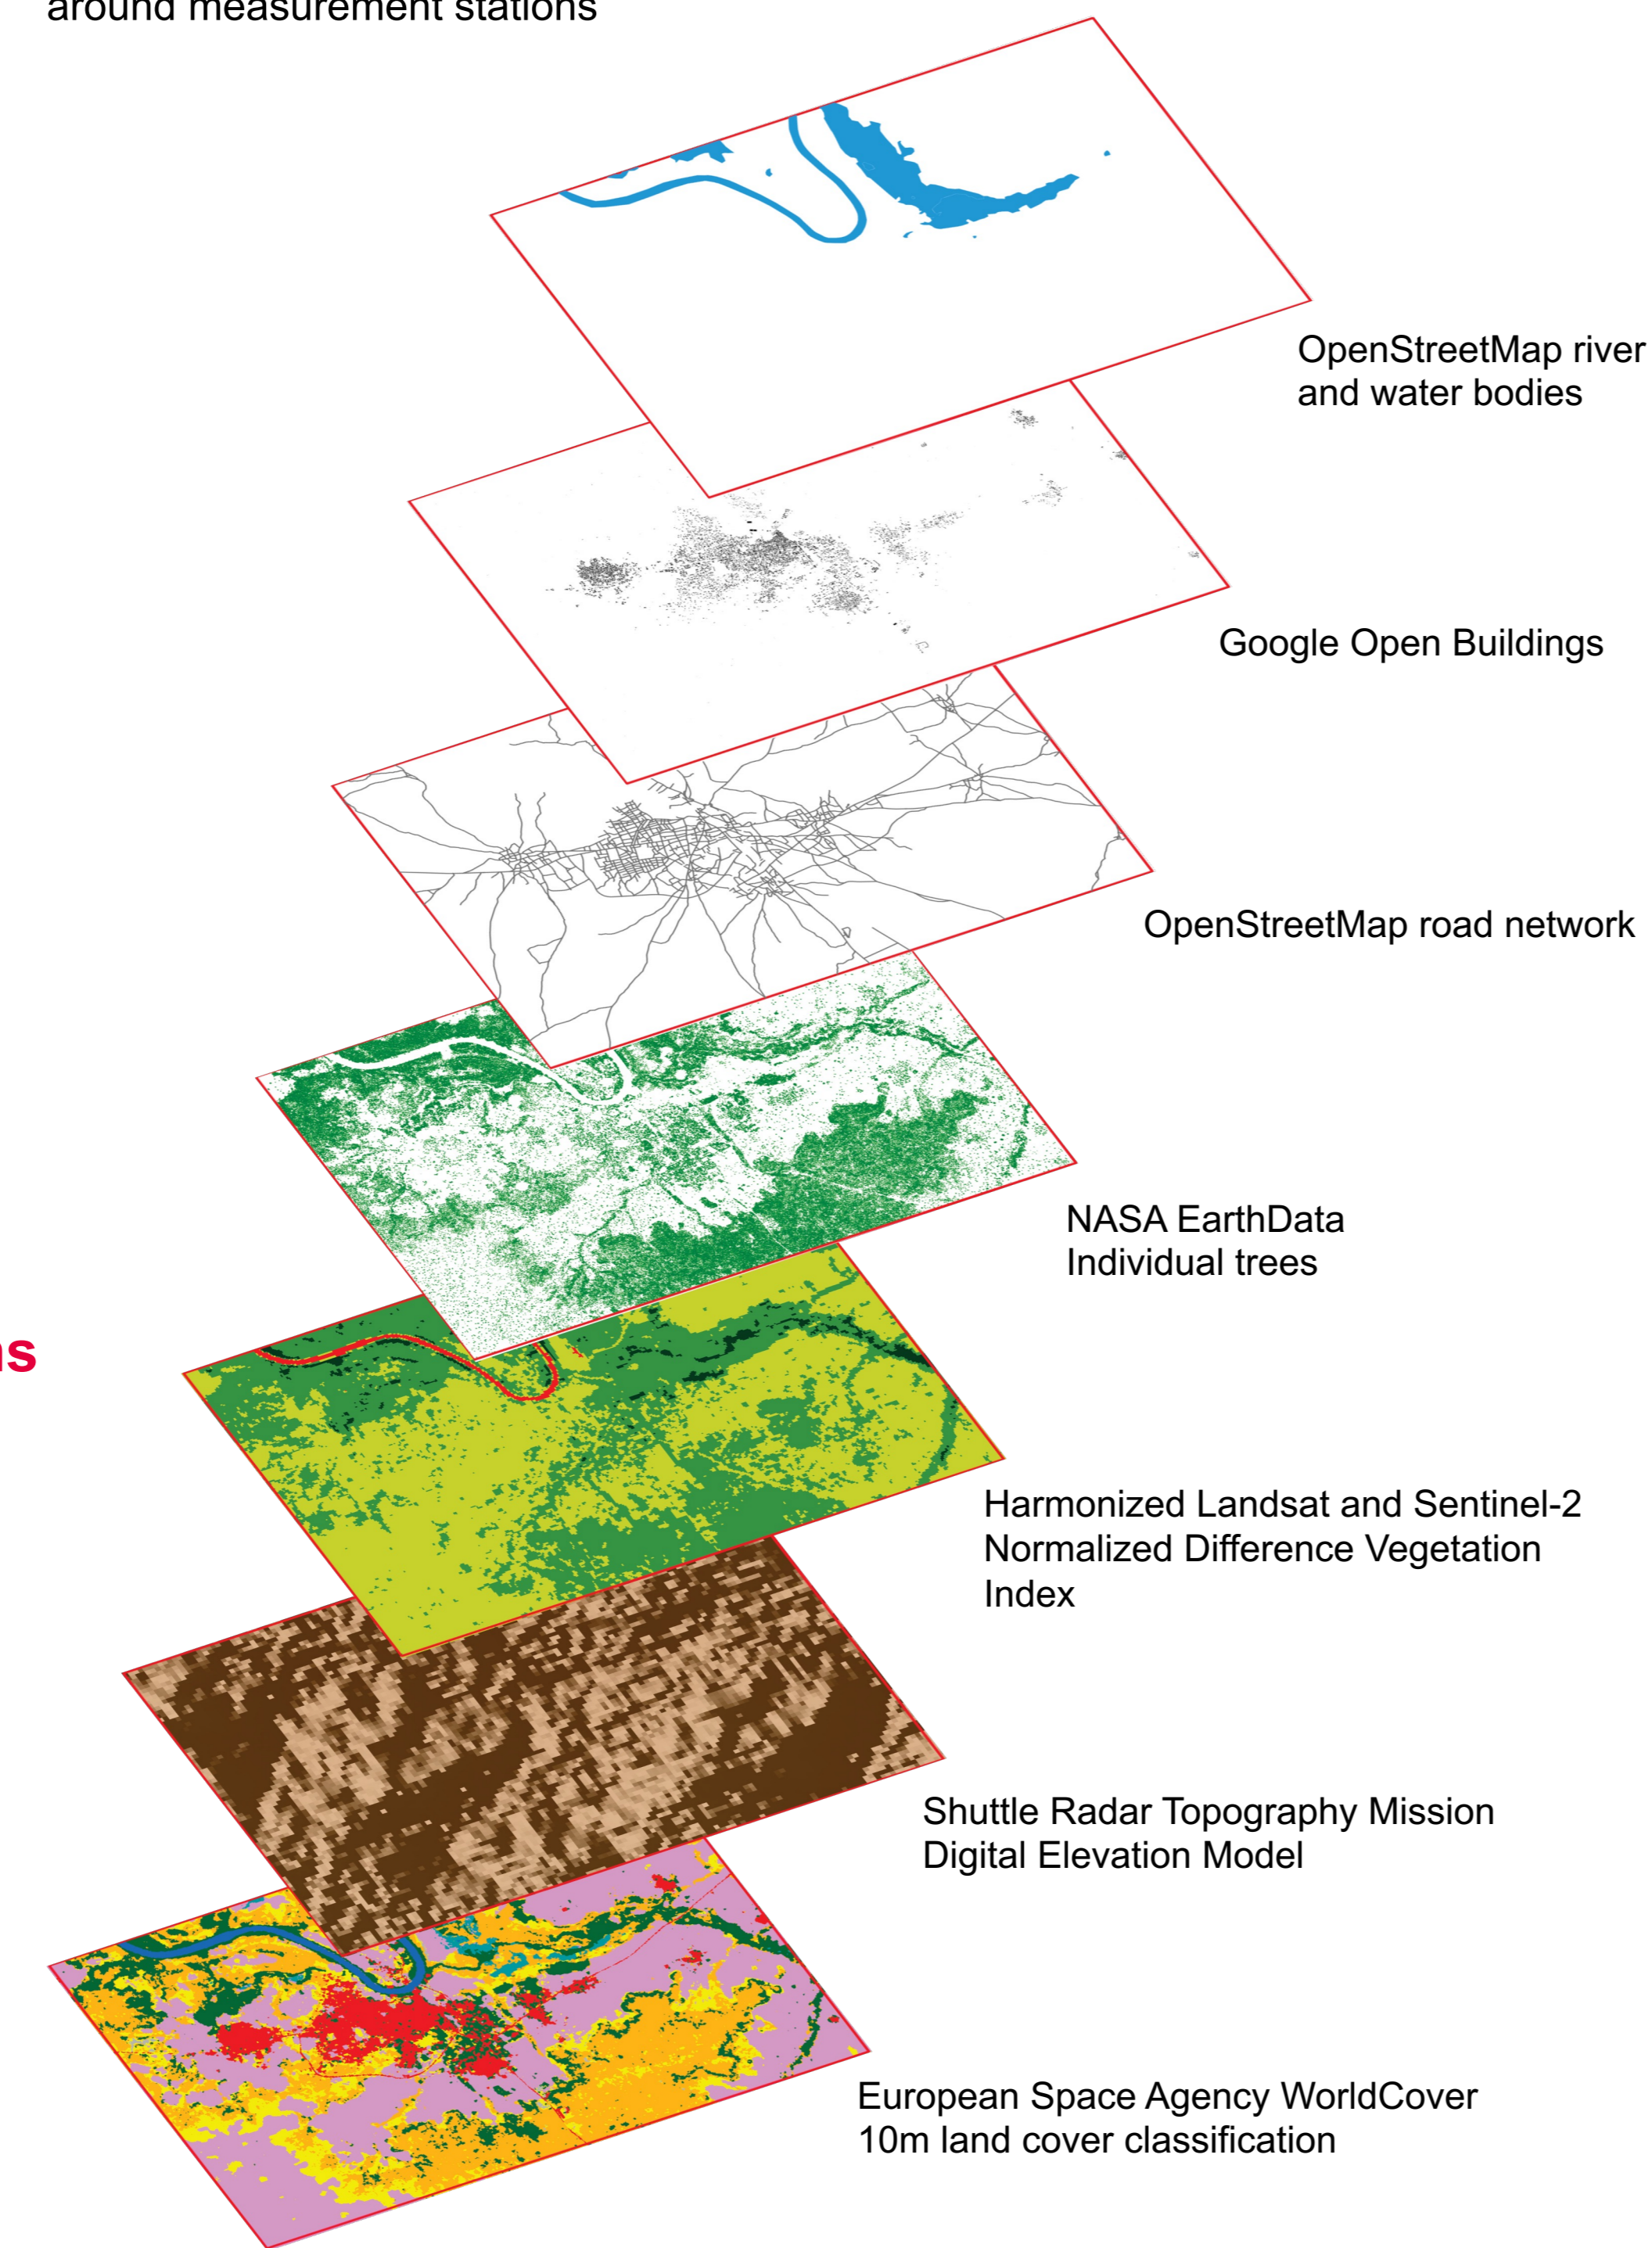 around measurement stations
OpenStreetMap river
and water bodies
Google Open Buildings
OpenStreetMap road network
NASA EarthData
Individual trees
Harmonized Landsat and Sentinel-2
Normalized Difference Vegetation
Index
Shuttle Radar Topography Mission
Digital Elevation Model
European Space Agency WorldCover
10m land cover classification